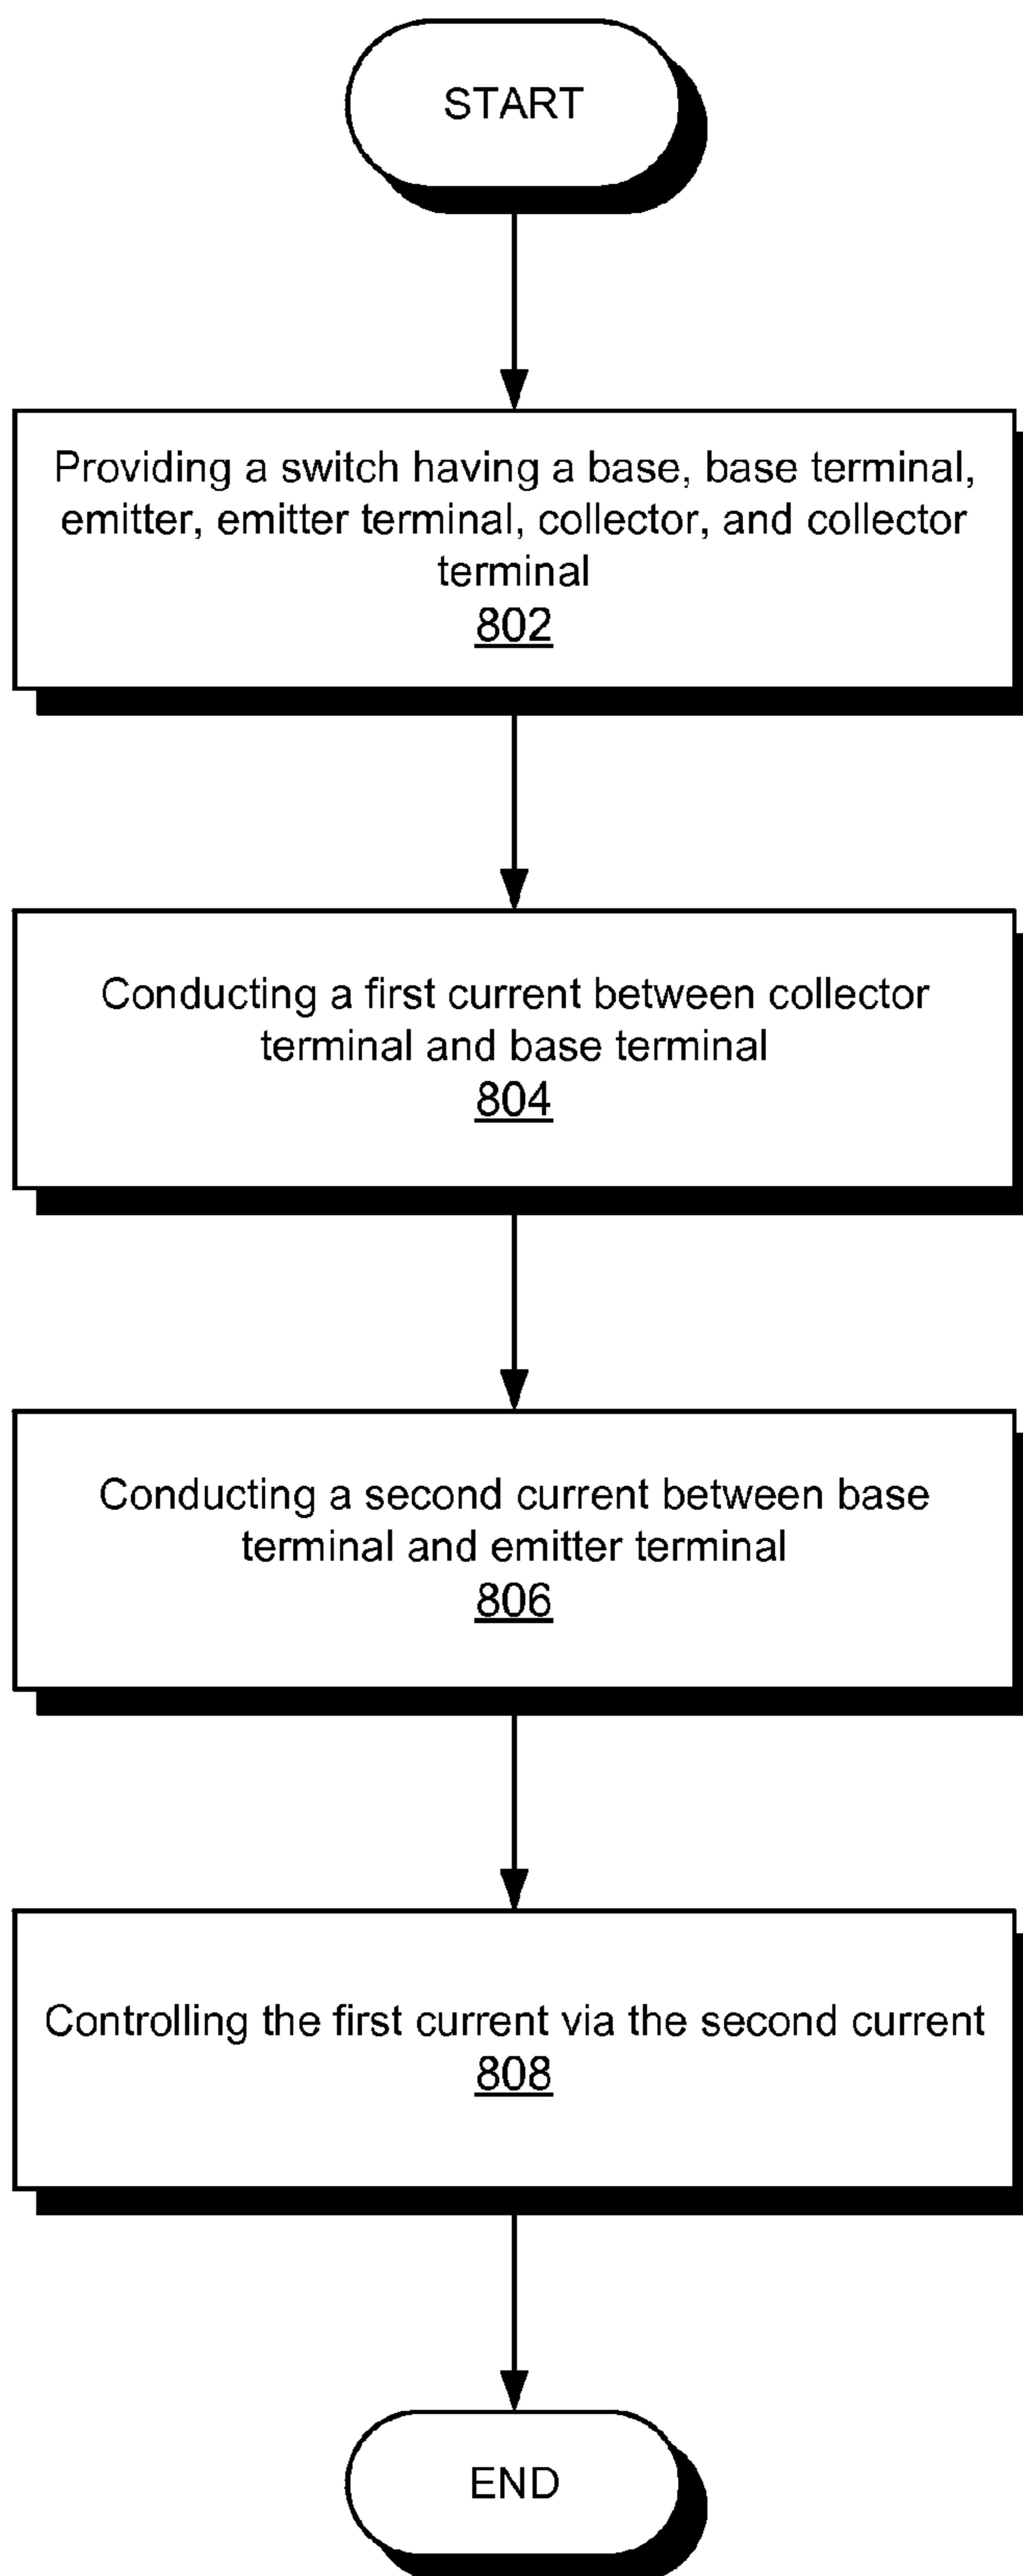 START
Providing a switch having a base, base terminal,
emitter, emitter terminal, collector, and collector
terminal
802
Conducting a first current between collector
terminal and base terminal
804
Conducting a second current between base
terminal and emitter terminal
806
Controlling the first current via the second current
808
END